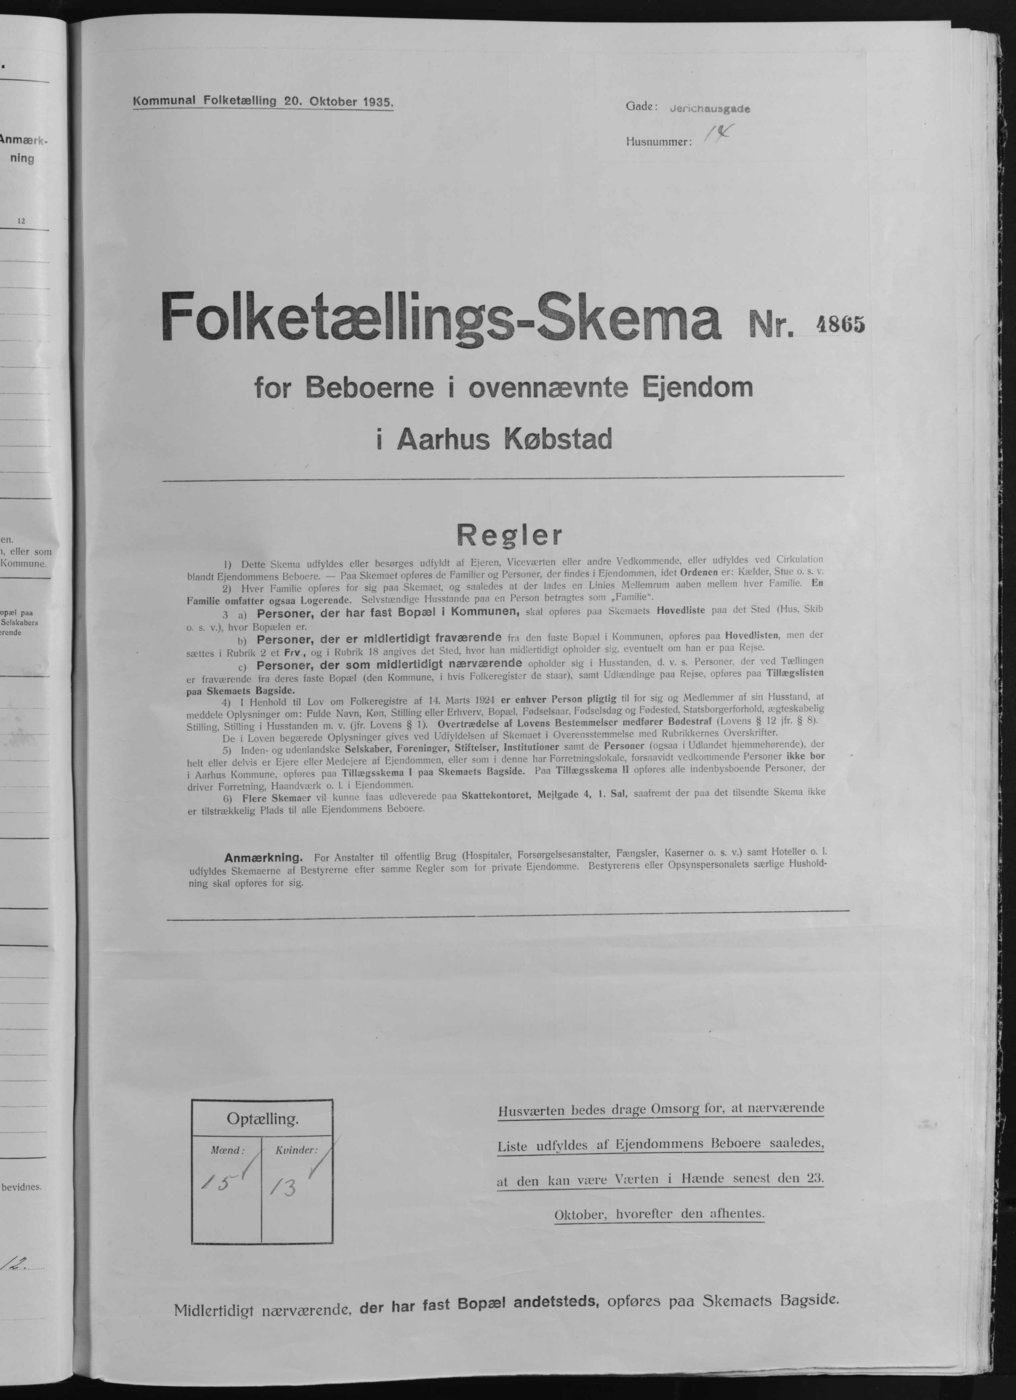 Anmærk-
ning
12
en.
, eller som
Kommune.
opæl paa
Selskabers
erende
bevidnes.
12.
Kommunal Folketælling 20. Oktober 1935.
Gade: Jerichausgade
Husnummer: 14
Folketællings-Skema Nr. 4865
for Beboerne i ovennævnte Ejendom
i Aarhus Købstad
Regler
1) Dette Skema udfyldes eller besørges udfyldt af Ejeren, Viceværten eller andre Vedkommende, eller udfyldes ved Cirkulation
blandt Ejendommens Beboere. — Paa Skemaet opføres de Familier og Personer, der findes i Ejendommen, idet Ordenen er: Kælder, Stue o. s. v.
2) Hver Familie opføres for sig paa Skemaet, og saaledes at der lades en Linies Mellemrum aaben mellem hver Familie. En
Familie omfatter ogsaa Logerende. Selvstændige Husstande paa en Person betragtes som „Familie“.
3 a) Personer, der har fast Bopæl i Kommunen, skal opføres paa Skemaets Hovedliste paa det Sted (Hus, Skib
o. s. v.), hvor Bopælen er.
b) Personer, der er midlertidigt fraværende fra den faste Bopæl i Kommunen, opføres paa Hovedlisten, men der
sættes i Rubrik 2 et Frv., og i Rubrik 18 angives det Sted, hvor han midlertidigt opholder sig, eventuelt om han er paa Rejse.
c) Personer, der som midlertidigt nærværende opholder sig i Husstanden, d. v. s. Personer, der ved Tællingen
er fraværende fra deres faste Bopæl (den Kommune, i hvis Folkeregister de staar), samt Udlændinge paa Rejse, opføres paa Tillægslisten
paa Skemaets Bagside.
4) I Henhold til Lov om Folkeregistre af 14. Marts 1924 er enhver Person pligtig til for sig og Medlemmer af sin Husstand, at
meddele Oplysninger om: Fulde Navn, Køn, Stilling eller Erhverv, Bopæl, Fødselsaar, Fødselsdag og Fødested, Statsborgerforhold, ægteskabelig
Stilling, Stilling i Husstanden m. v. (jfr. Lovens § 1). Overtrædelse af Lovens Bestemmelser medfører Bødestraf (Lovens § 12 jfr. § 8).
De i Loven begærede Oplysninger gives ved Udfyldelsen af Skemaet i Overensstemmelse med Rubrikkernes Overskrifter.
5) Inden- og udenlandske Selskaber, Foreninger, Stiftelser, Institutioner samt de Personer (ogsaa i Udlandet hjemmehørende), der
helt eller delvis er Ejere eller Medejere af Ejendommen, eller som i denne har Forretningslokale, forsaavidt vedkommende Personer ikke bor
i Aarhus Kommune, opføres paa Tillægsskema I paa Skemaets Bagside. Paa Tillægsskema II opføres alle indenbysboende Personer, der
driver Forretning, Haandværk o. l. i Ejendommen.
6) Flere Skemaer vil kunne faas udleverede paa Skattekontoret, Mejlgade 4, 1. Sal, saafremt der paa det tilsendte Skema ikke
er tilstrækkelig Plads til alle Ejendommens Beboere.
Anmærkning. For Anstalter til offentlig Brug (Hospitaler, Forsørgelsesanstalter, Fængsler, Kaserner o. s. v.) samt Hoteller o. l.
udfyldes Skemaerne af Bestyrerne efter samme Regler som for private Ejendomme. Bestyrerens eller Opsynspersonalets særlige Hushold-
ning skal opføres for sig.
Optælling.
Mænd: Kvinder:
15 13
Husværten bedes drage Omsorg for, at nærværende
Liste udfyldes af Ejendommens Beboere saaledes,
at den kan være Værten i Hænde senest den 23.
Oktober, hvorefter den afhentes.
Midlertidigt nærværende, der har fast Bopæl andetsteds, opføres paa Skemaets Bagside.